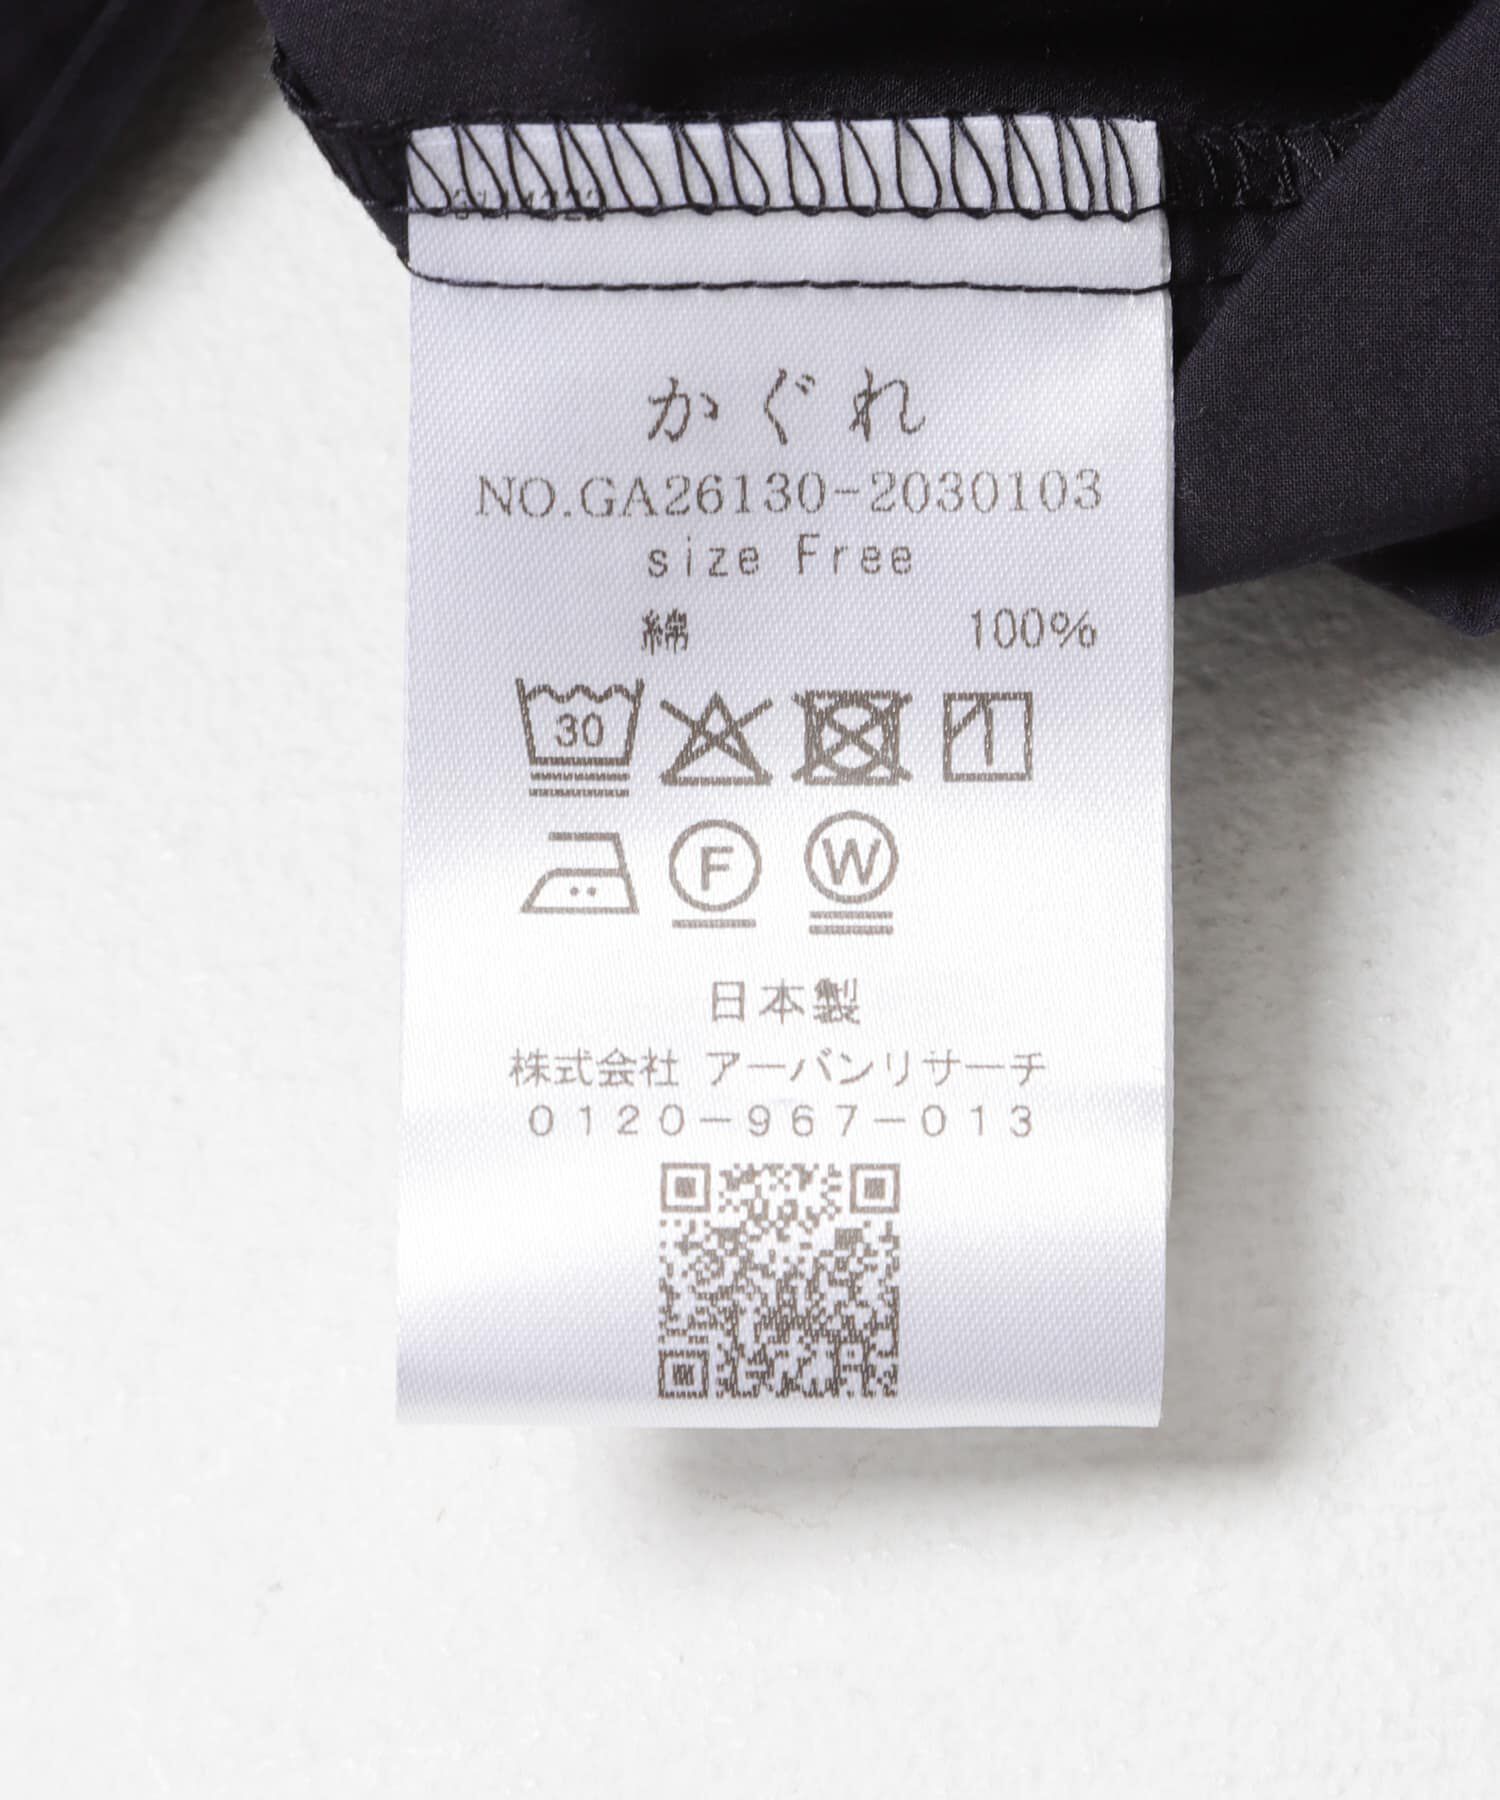 かぐれ
NO.GA26130-2030103
size Free
綿 100%
30
F W
日本製
株式会社 アーバンリサーチ
0120-967-013